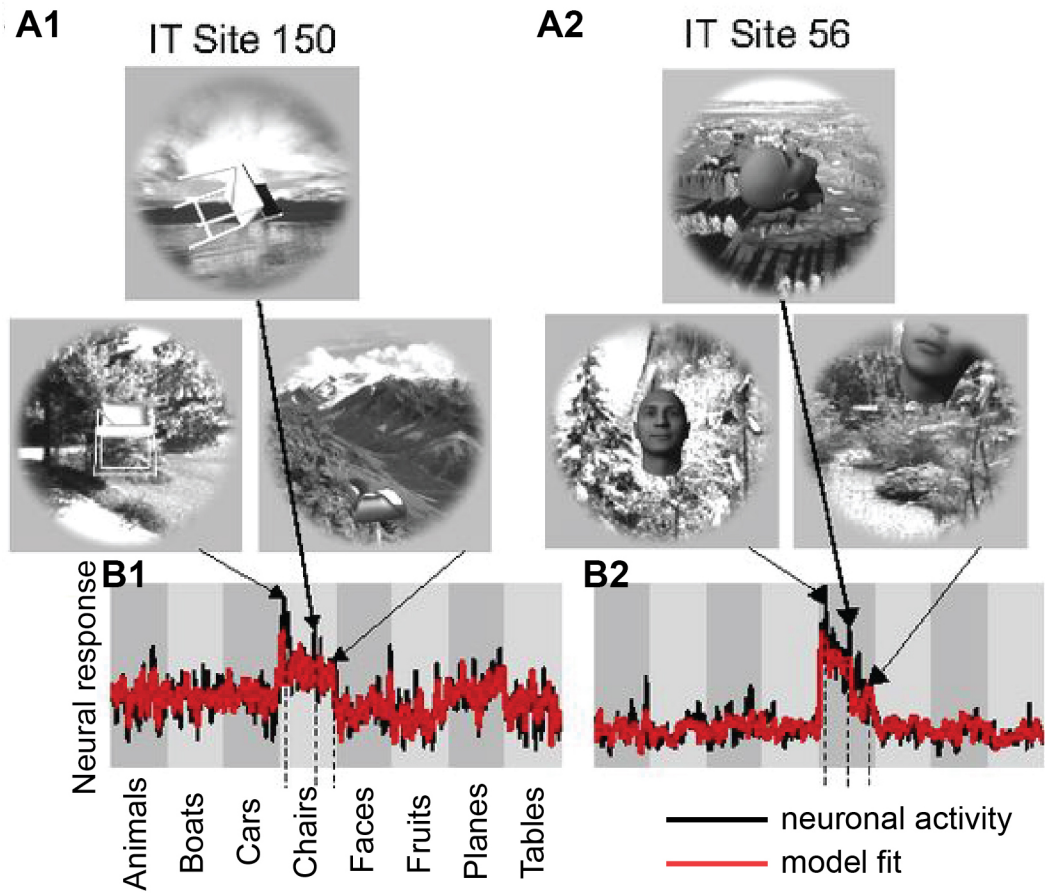 A1
IT Site 150
A2
IT Site 56
B1
Neural response
Animals
Boats
Cars
Chairs
Faces
Fruits
Planes
Tables
B2
neuronal activity
model fit